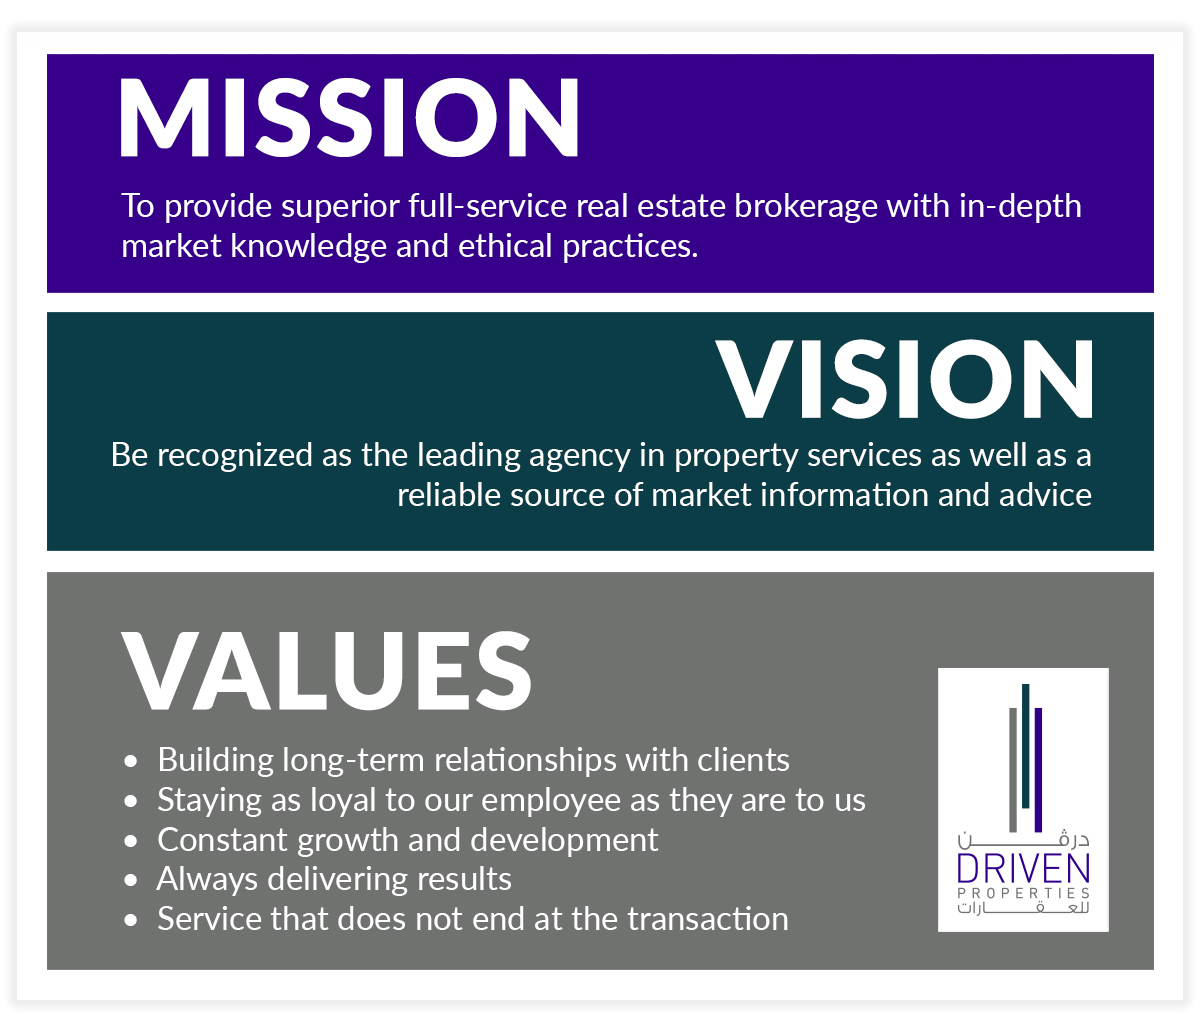 MISSION
To provide superior full-service real estate brokerage with in-depth
market knowledge and ethical practices.
VISION
Be recognized as the leading agency in property services as well as a
reliable source of market information and advice
VALUES
• Building long-term relationships with clients
• Staying as loyal to our employee as they are to us
• Constant growth and development
• Always delivering results
• Service that does not end at the transaction
درڤن
DRIVEN
PROPERTIES
للعقارات